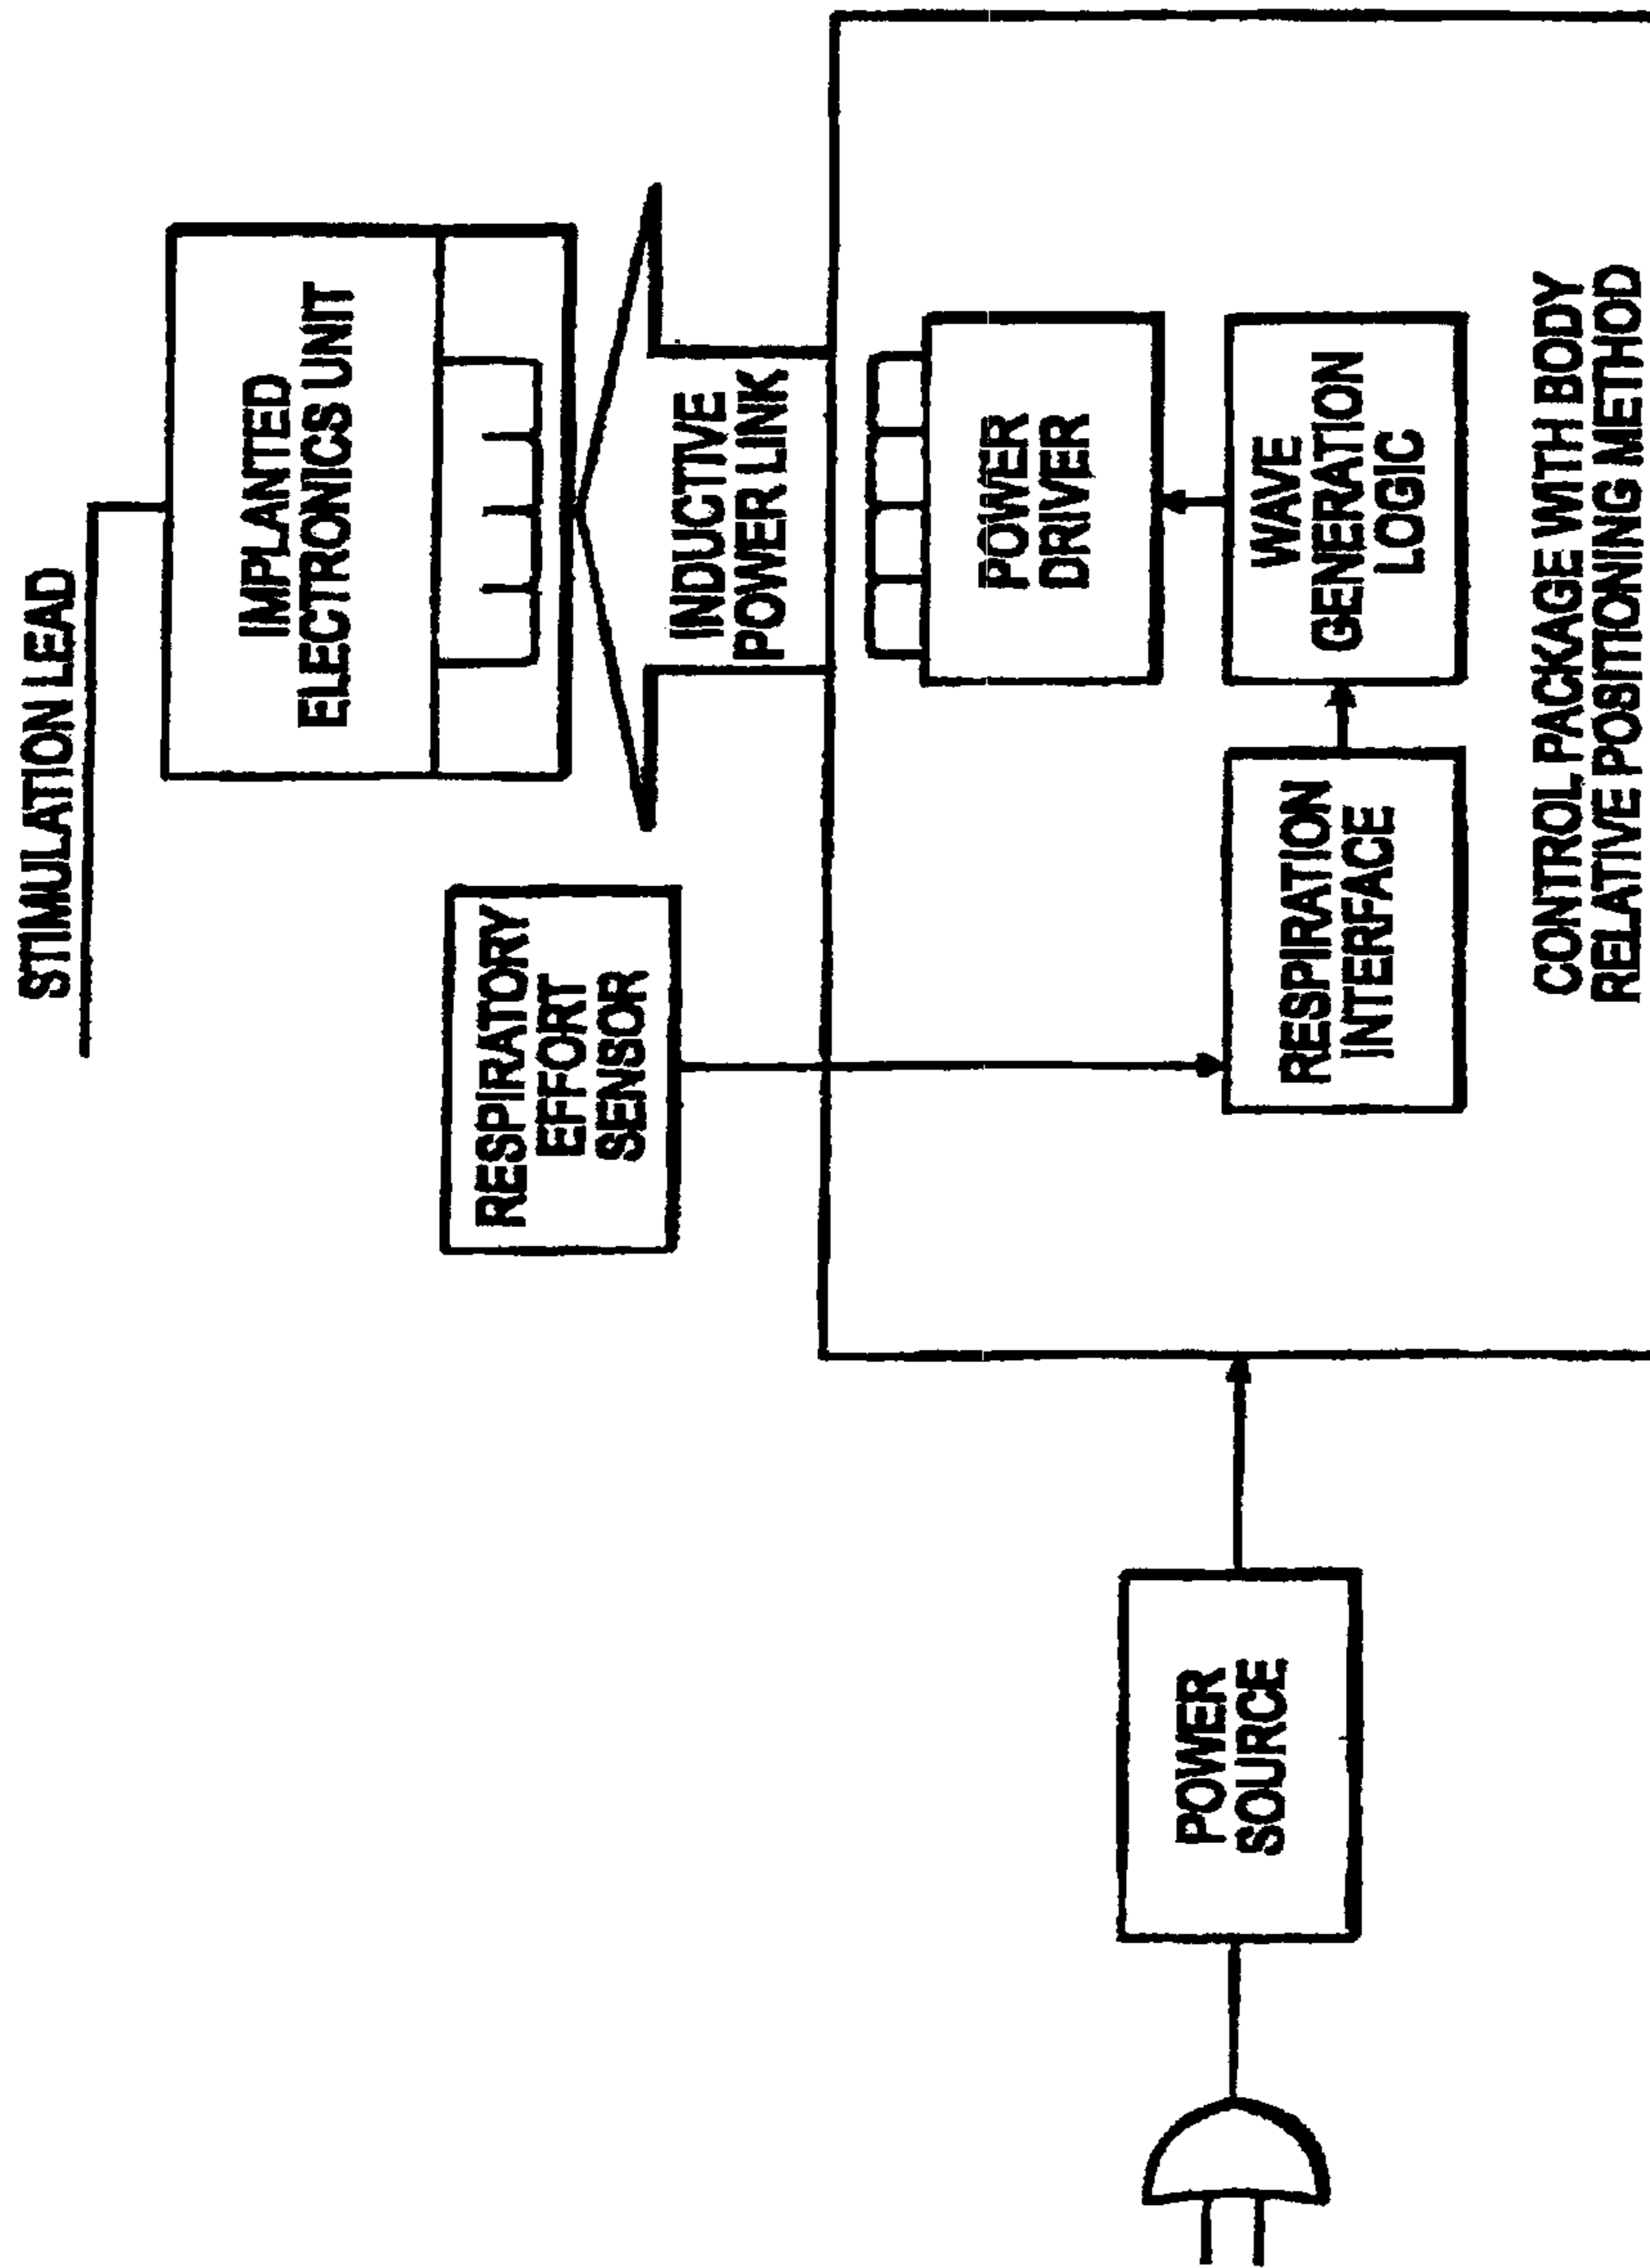 STIMULATION LEAD
IMPLANTED
ELECTRONICS UNIT
RESPIRATORY
EFFORT
SENSOR
INDUCTIVE
POWER LINK
POWER
DRIVER
WAVE
GENERATION
LOGIC
RESPIRATION
INTERFACE
POWER
SOURCE
CONTROL PACKAGE WITH BODY
RELATIVE POSITIONING METHOD